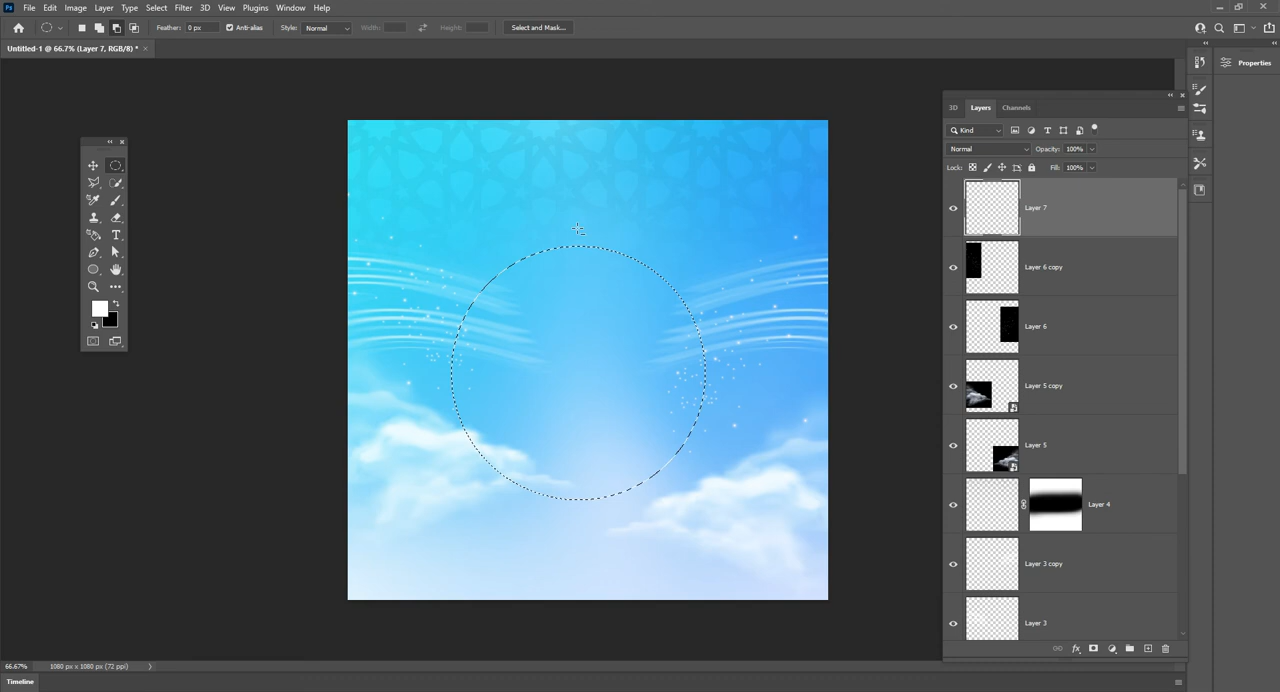 Ps File Edit Image Layer Type Select Filter 3D View Plugins Window Help
Feather: 0 px Anti-alias Style: Normal Width: Height: Select and Mask...
Untitled-1 @ 66.7% (Layer 7, RGB/8) * ×
Properties
3D Layers Channels
Kind
Normal Opacity: 100%
Lock: Fill: 100%
Layer 7
Layer 6 copy
Layer 6
Layer 5 copy
Layer 5
Layer 4
Layer 3 copy
Layer 3
fx
66.67% 1080 px x 1080 px (72 ppi)
Timeline